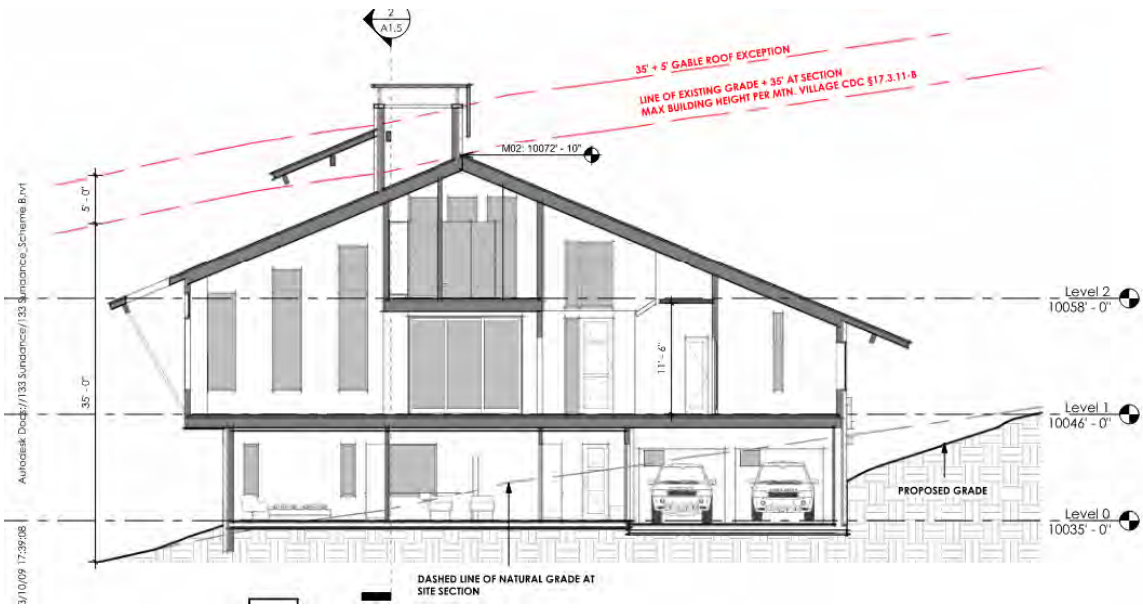 2
A1.5
35' + 5' GABLE ROOF EXCEPTION
LINE OF EXISTING GRADE + 35' AT SECTION
MAX BUILDING HEIGHT PER MTN. VILLAGE CDC §17.3.11-B
M02: 10072' - 10"
5' - 0"
Level 2
10058' - 0"
35' - 0"
11' - 6"
Level 1
10046' - 0"
PROPOSED GRADE
Level 0
10035' - 0"
DASHED LINE OF NATURAL GRADE AT
SITE SECTION
Autodesk Docs://133 Sundance/133 Sundance_Scheme B.rvt
3/10/09 17:39:08